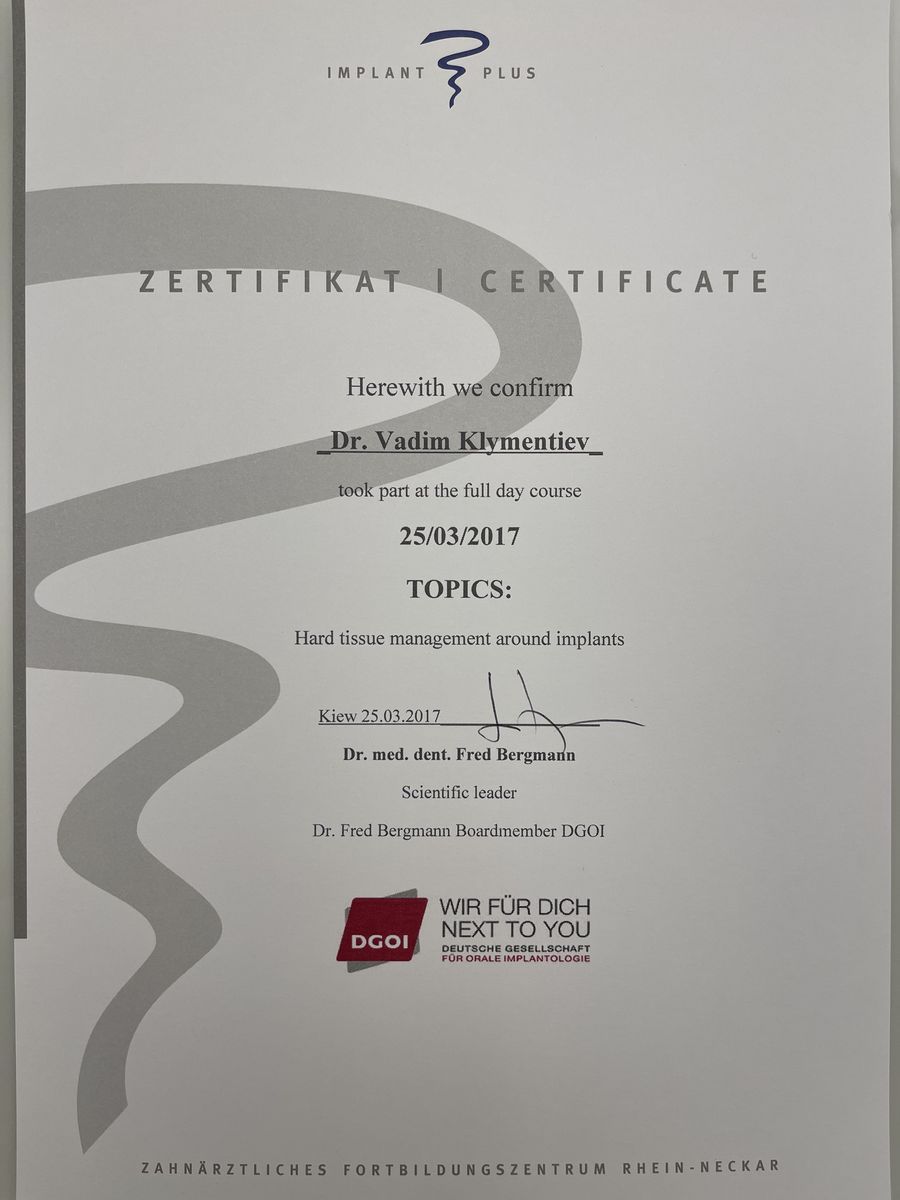 IMPLANT PLUS
ZERTIFIKAT | CERTIFICATE
Herewith we confirm
_Dr. Vadim Klymentiev_
took part at the full day course
25/03/2017
TOPICS:
Hard tissue management around implants
Kiew 25.03.2017
Dr. med. dent. Fred Bergmann
Scientific leader
Dr. Fred Bergmann Boardmember DGOI
DGOI
WIR FÜR DICH
NEXT TO YOU
DEUTSCHE GESELLSCHAFT
FÜR ORALE IMPLANTOLOGIE
ZAHNÄRZTLICHES FORTBILDUNGSZENTRUM RHEIN-NECKAR